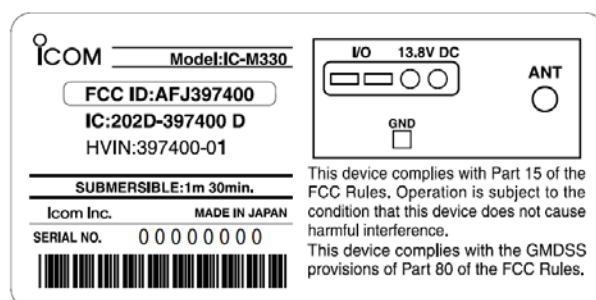 ICOM
Model:IC-M330
FCC ID:AFJ397400
IC:202D-397400 D
HVIN:397400-01
SUBMERSIBLE:1m 30min.
Icom Inc. MADE IN JAPAN
SERIAL NO. 00000000
I/O 13.8V DC
ANT
GND
This device complies with Part 15 of the
FCC Rules. Operation is subject to the
condition that this device does not cause
harmful interference.
This device complies with the GMDSS
provisions of Part 80 of the FCC Rules.